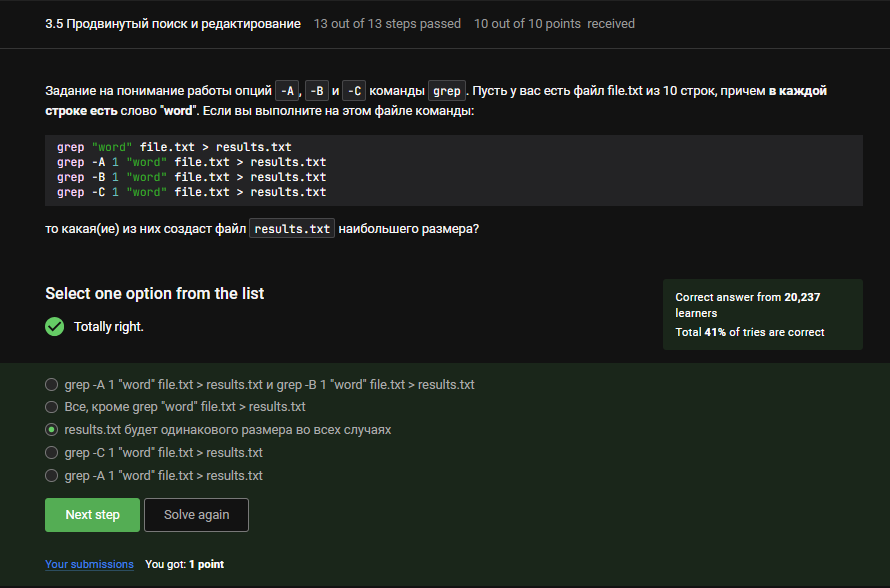 3.5 Продвинутый поиск и редактирование 13 out of 13 steps passed 10 out of 10 points received
Задание на понимание работы опций -A, -B и -C команды grep. Пусть у вас есть файл file.txt из 10 строк, причем в каждой
строке есть слово "word". Если вы выполните на этом файле команды:
grep "word" file.txt > results.txt
grep -A 1 "word" file.txt > results.txt
grep -B 1 "word" file.txt > results.txt
grep -C 1 "word" file.txt > results.txt
то какая(ие) из них создаст файл results.txt наибольшего размера?
Select one option from the list
Totally right.
Correct answer from 20,237
learners
Total 41% of tries are correct
grep -A 1 "word" file.txt > results.txt и grep -B 1 "word" file.txt > results.txt
Все, кроме grep "word" file.txt > results.txt
results.txt будет одинакового размера во всех случаях
grep -C 1 "word" file.txt > results.txt
grep -A 1 "word" file.txt > results.txt
Next step Solve again
Your submissions You got: 1 point